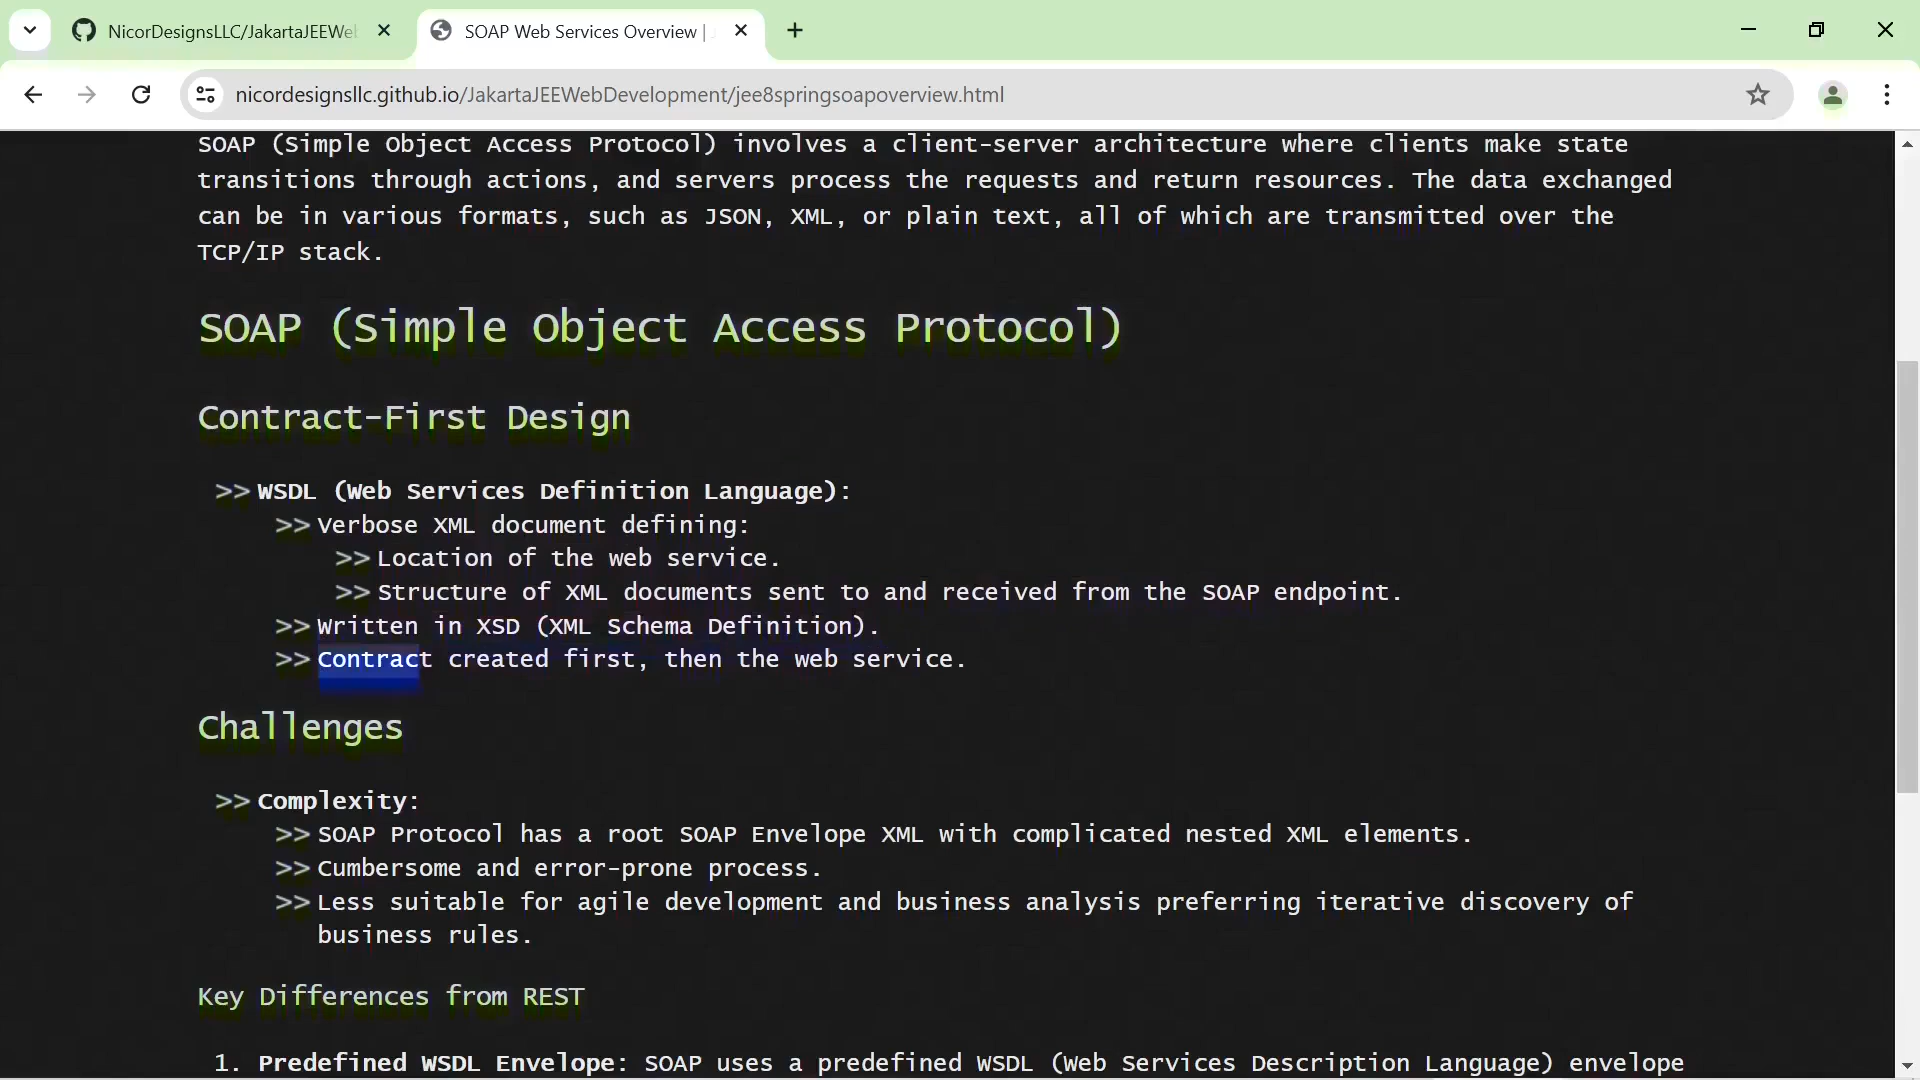 NicorDesignsLLC/JakartaJEEWeb
SOAP Web Services Overview |
nicordesignsllc.github.io/JakartaJEEWebDevelopment/jee8springsoapoverview.html
SOAP (Simple Object Access Protocol) involves a client-server architecture where clients make state
transitions through actions, and servers process the requests and return resources. The data exchanged
can be in various formats, such as JSON, XML, or plain text, all of which are transmitted over the
TCP/IP stack.
SOAP (Simple Object Access Protocol)
Contract-First Design
>> WSDL (Web Services Definition Language):
>> Verbose XML document defining:
>> Location of the web service.
>> Structure of XML documents sent to and received from the SOAP endpoint.
>> Written in XSD (XML Schema Definition).
>> Contract created first, then the web service.
Challenges
>> Complexity:
>> SOAP Protocol has a root SOAP Envelope XML with complicated nested XML elements.
>> Cumbersome and error-prone process.
>> Less suitable for agile development and business analysis preferring iterative discovery of
business rules.
Key Differences from REST
1. Predefined WSDL Envelope: SOAP uses a predefined WSDL (Web Services Description Language) envelope